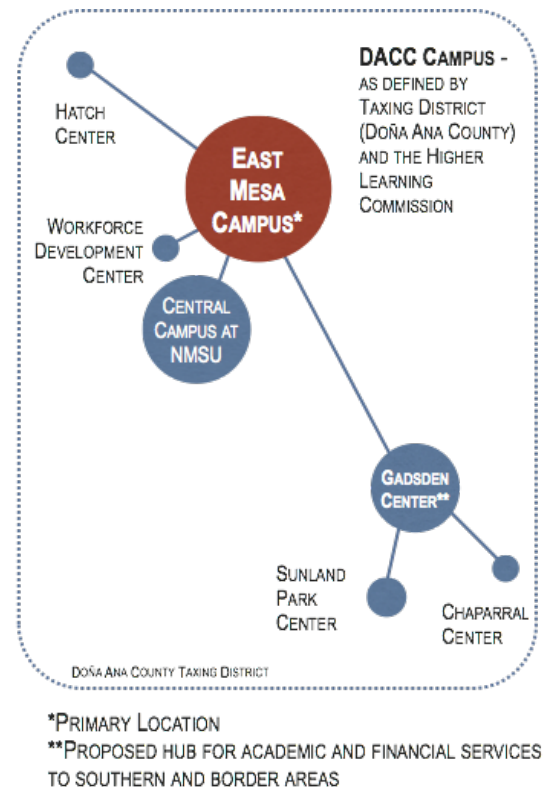 DACC CAMPUS -
AS DEFINED BY
TAXING DISTRICT
(DOÑA ANA COUNTY)
AND THE HIGHER
LEARNING
COMMISSION
HATCH
CENTER
EAST
MESA
CAMPUS*
WORKFORCE
DEVELOPMENT
CENTER
CENTRAL
CAMPUS AT
NMSU
GADSDEN
CENTER**
SUNLAND
PARK
CENTER
CHAPARRAL
CENTER
DOÑA ANA COUNTY TAXING DISTRICT
*PRIMARY LOCATION
**PROPOSED HUB FOR ACADEMIC AND FINANCIAL SERVICES
TO SOUTHERN AND BORDER AREAS